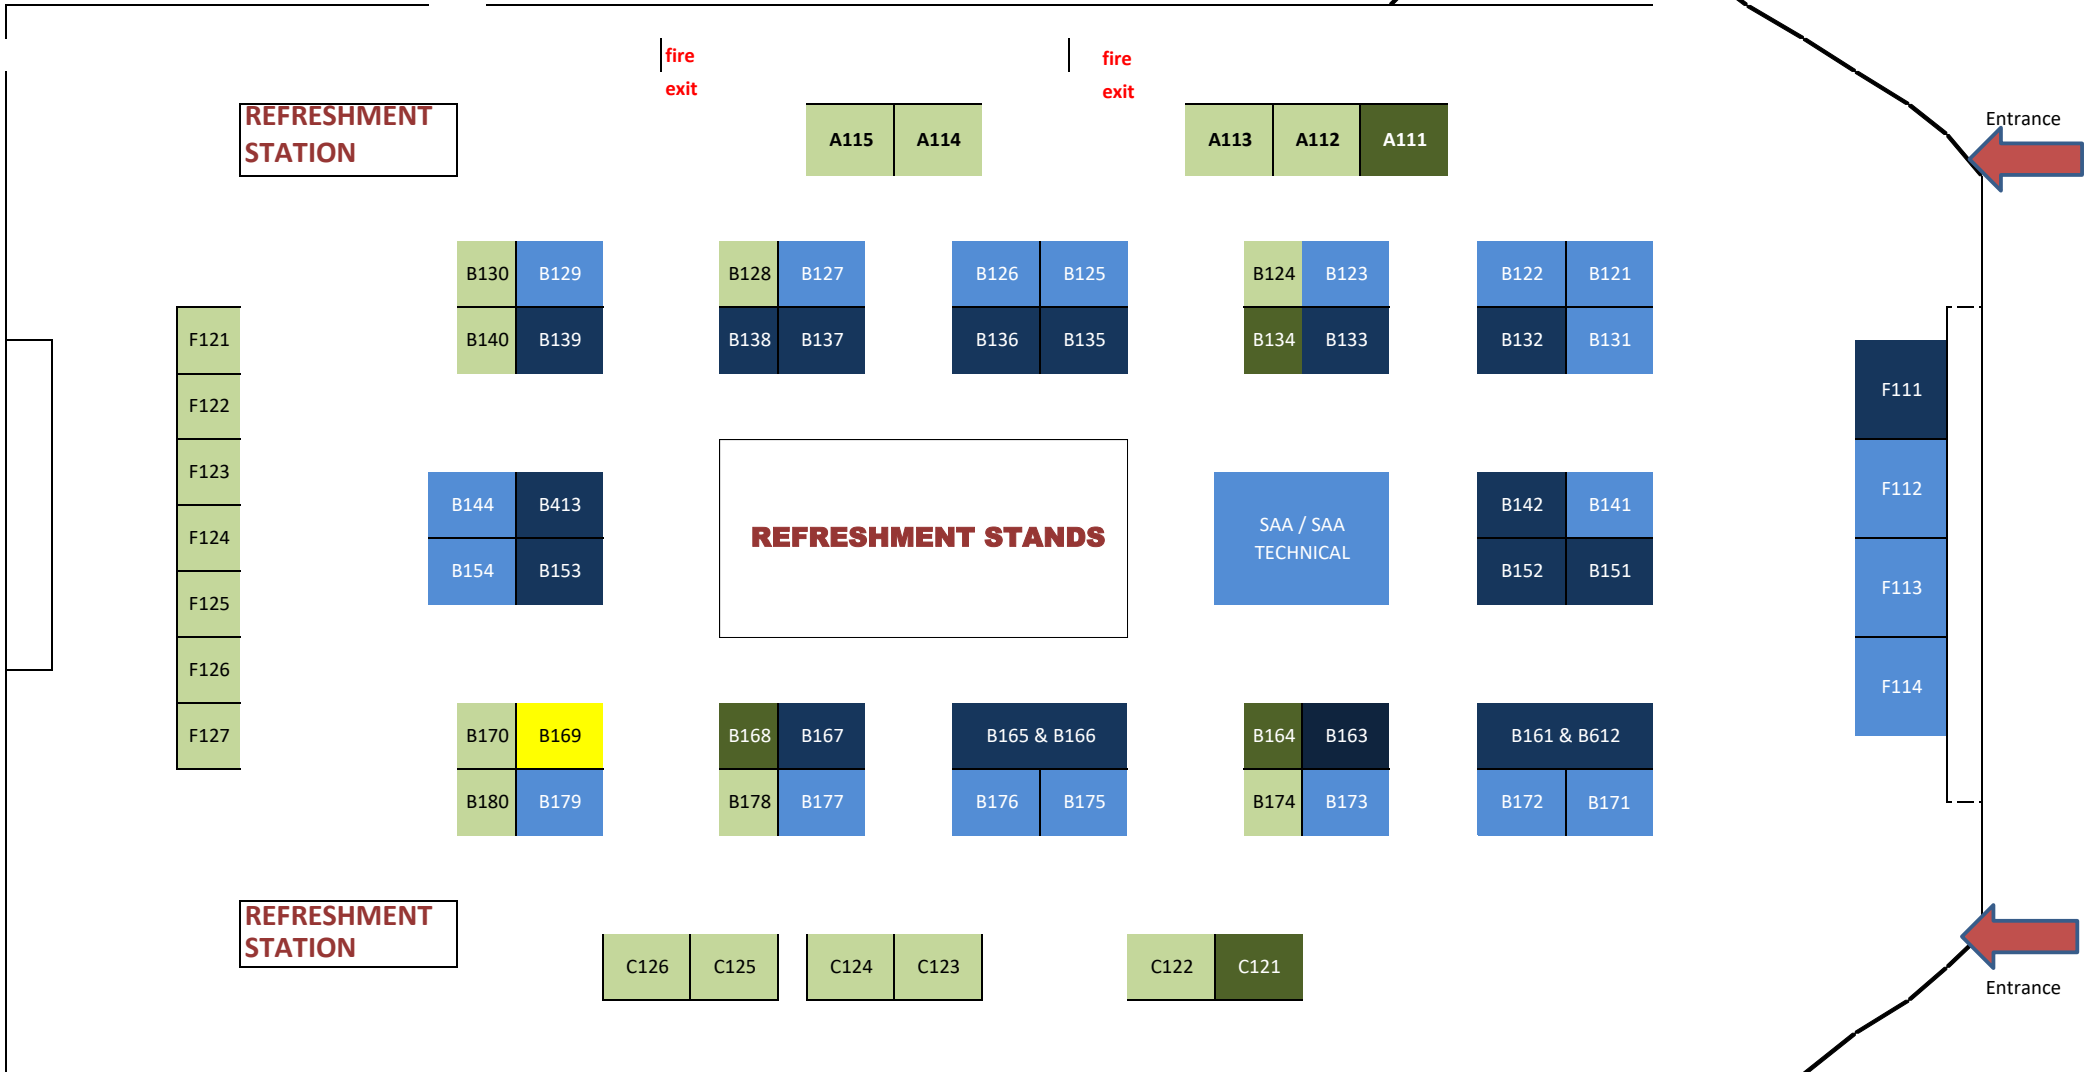 fire
exit
fire
exit
REFRESHMENT
STATION
A115
A114
A113
A112
A111
Entrance
B130
B129
B128
B127
B126
B125
B124
B123
B122
B121
B140
B139
B138
B137
B136
B135
B134
B133
B132
B131
F121
F122
F123
F124
F125
F126
F127
F111
F112
F113
F114
B144
B413
B154
B153
REFRESHMENT STANDS
SAA / SAA
TECHNICAL
B142
B141
B152
B151
B170
B169
B168
B167
B165 & B166
B164
B163
B161 & B612
B180
B179
B178
B177
B176
B175
B174
B173
B172
B171
REFRESHMENT
STATION
C126
C125
C124
C123
C122
C121
Entrance